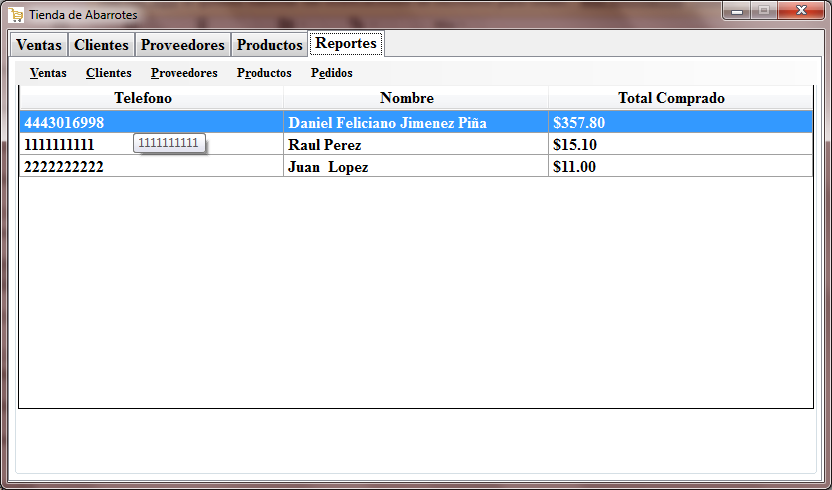 Tienda de Abarrotes
Ventas Clientes Proveedores Productos Reportes
Ventas Clientes Proveedores Productos Pedidos
Telefono Nombre Total Comprado
4443016998 Daniel Feliciano Jimenez Piña $357.80
1111111111 1111111111 Raul Perez $15.10
2222222222 Juan  Lopez $11.00